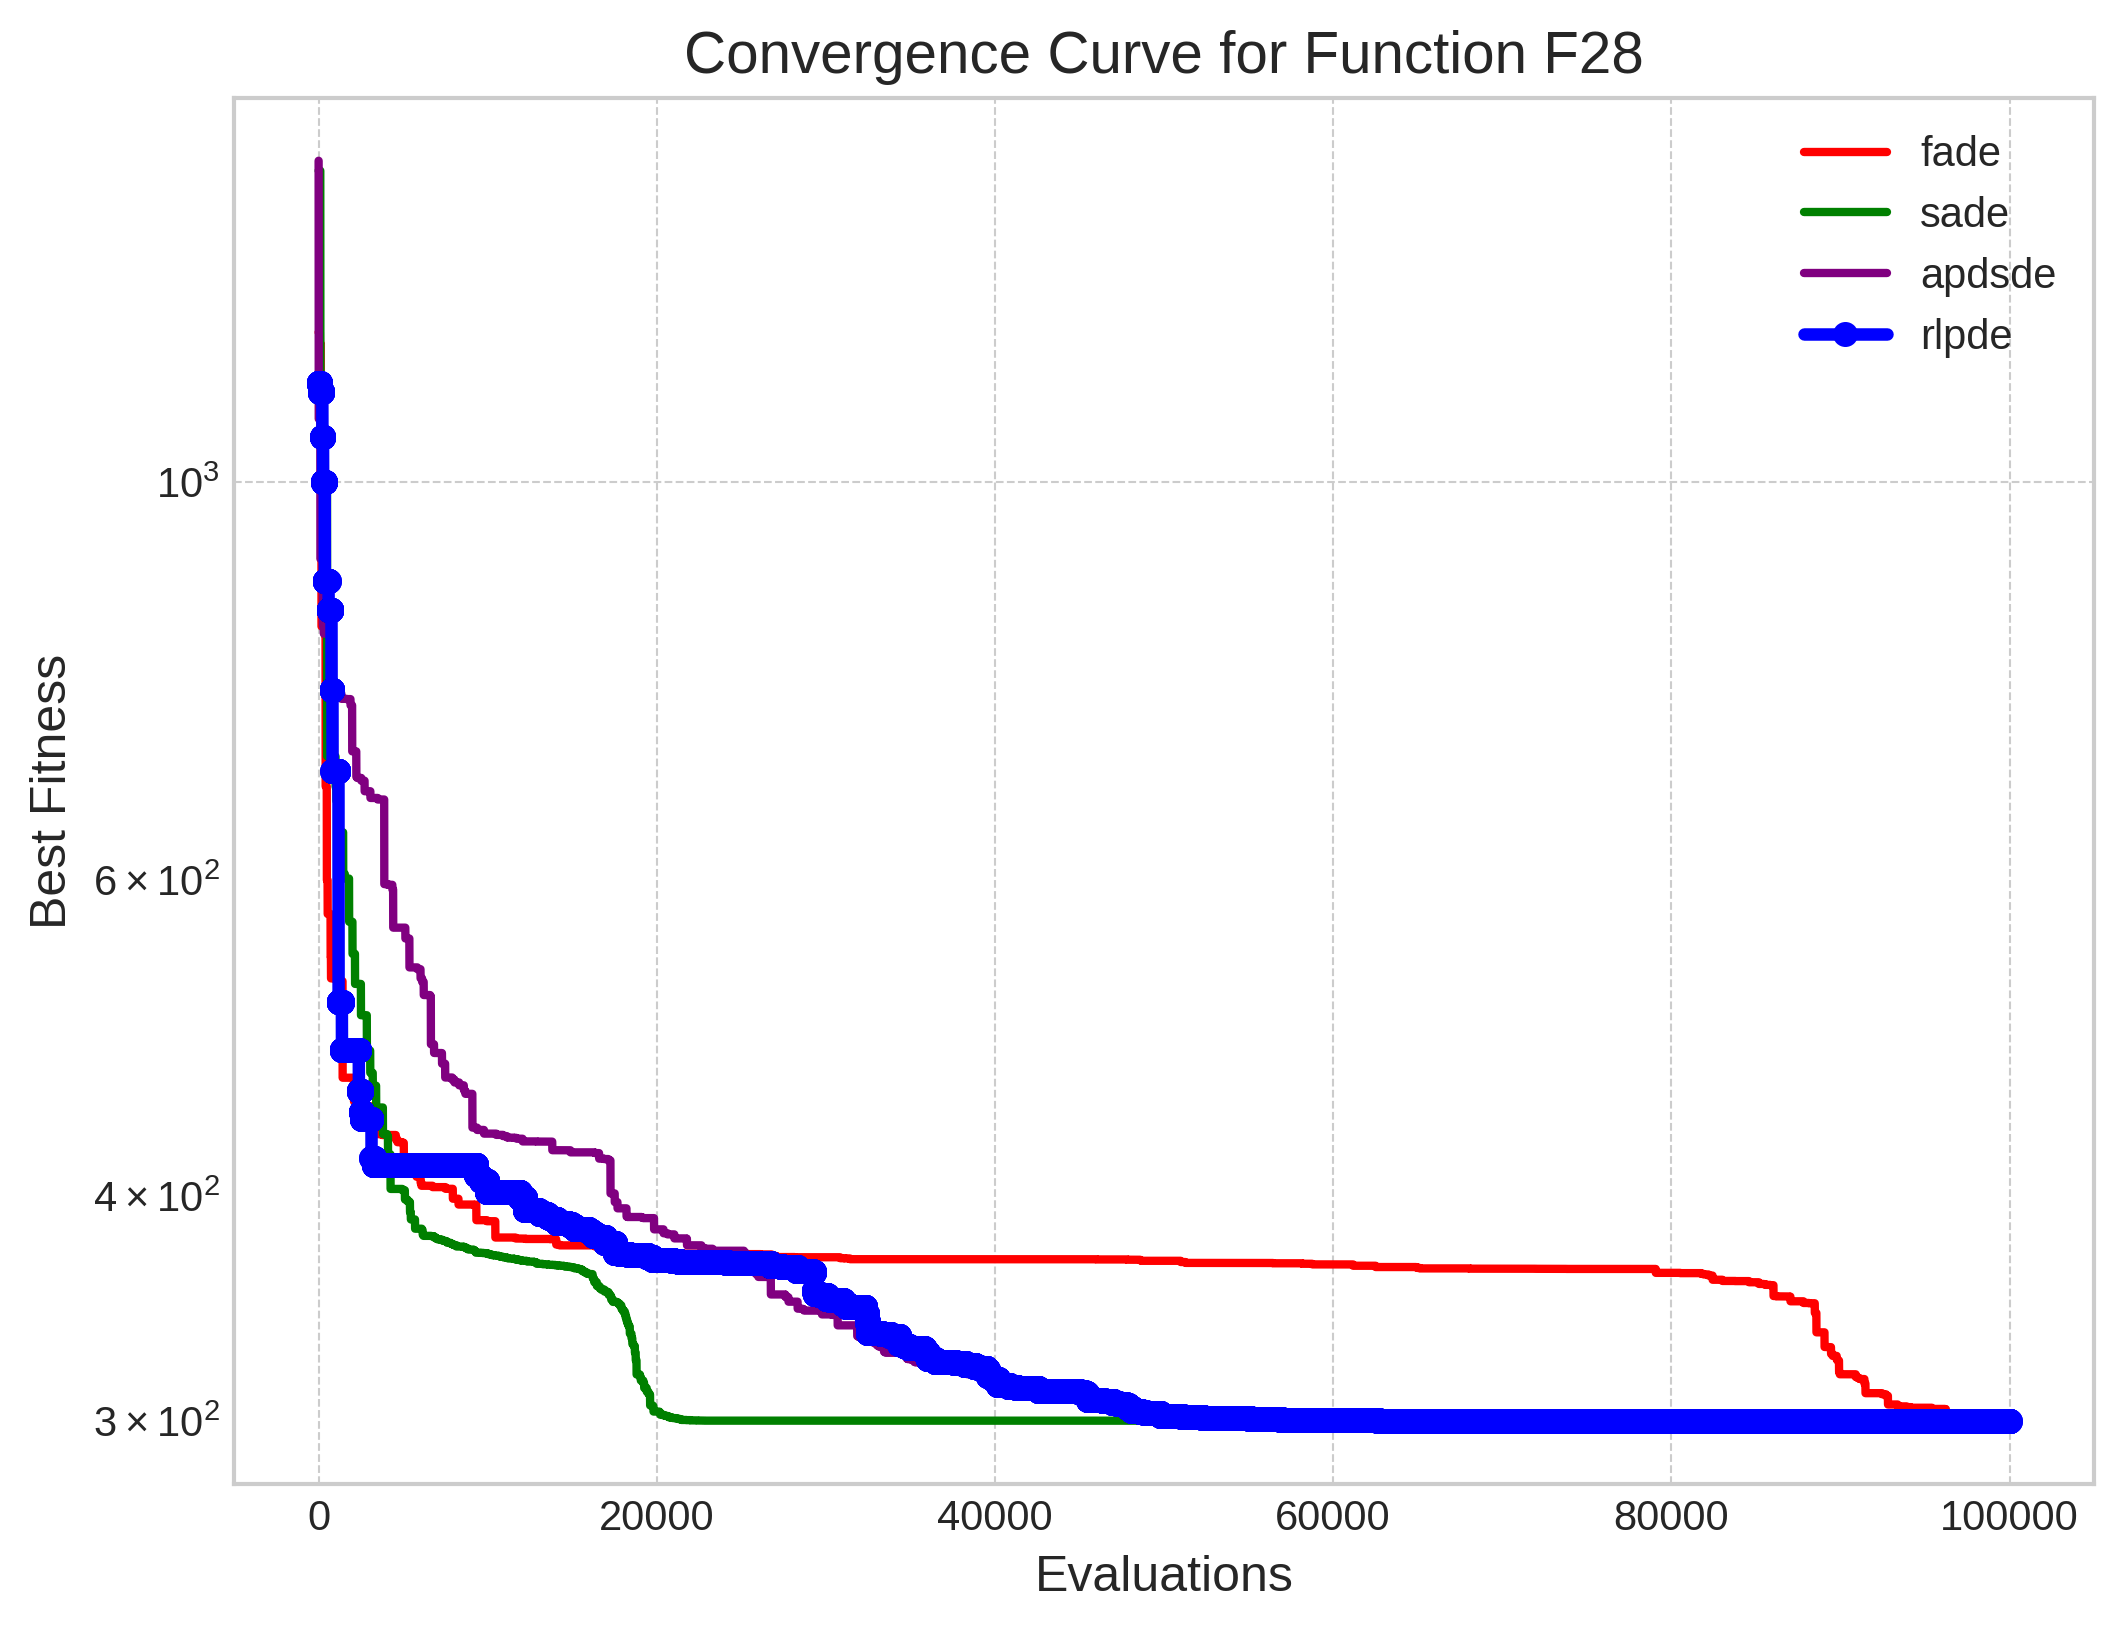 Convergence Curve for Function F28
fade
sade
apdsde
rlpde
Best Fitness
10³
6 × 10²
4 × 10²
3 × 10²
0 20000 40000 60000 80000 100000
Evaluations